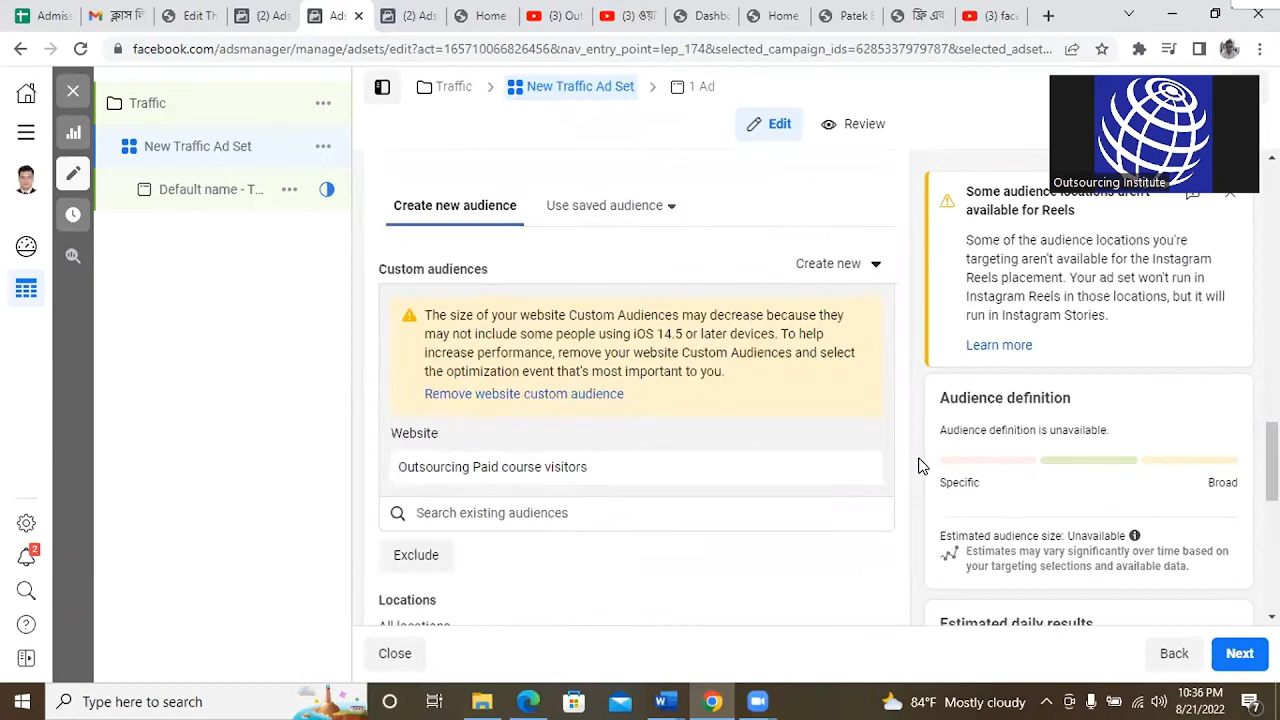 Admis
ক্লাসি
Edit Th
(2) Ads
Ads
(2) Ads
Home
(3) Out
Dashbo
Home
Patek
(3) face
facebook.com/adsmanager/manage/adsets/edit?act=165710066826456&nav_entry_point=lep_174&selected_campaign_ids=6285337979787&selected_adset...
Traffic
New Traffic Ad Set
Default name - T...
Traffic
New Traffic Ad Set
1 Ad
Edit
Review
Outsourcing Institute
Create new audience
Use saved audience
Custom audiences
Create new
The size of your website Custom Audiences may decrease because they
may not include some people using iOS 14.5 or later devices. To help
increase performance, remove your website Custom Audiences and select
the optimization event that's most important to you.
Remove website custom audience
Website
Outsourcing Paid course visitors
Search existing audiences
Exclude
Locations
All locations
Some audience locations aren't
available for Reels
Some of the audience locations you're
targeting aren't available for the Instagram
Reels placement. Your ad set won't run in
Instagram Reels in those locations, but it will
run in Instagram Stories.
Learn more
Audience definition
Audience definition is unavailable.
Specific
Broad
Estimated audience size: Unavailable
Estimates may vary significantly over time based on
your targeting selections and available data.
Estimated daily results
Close
Back
Next
2
Type here to search
84°F Mostly cloudy
10:36 PM
8/21/2022
7